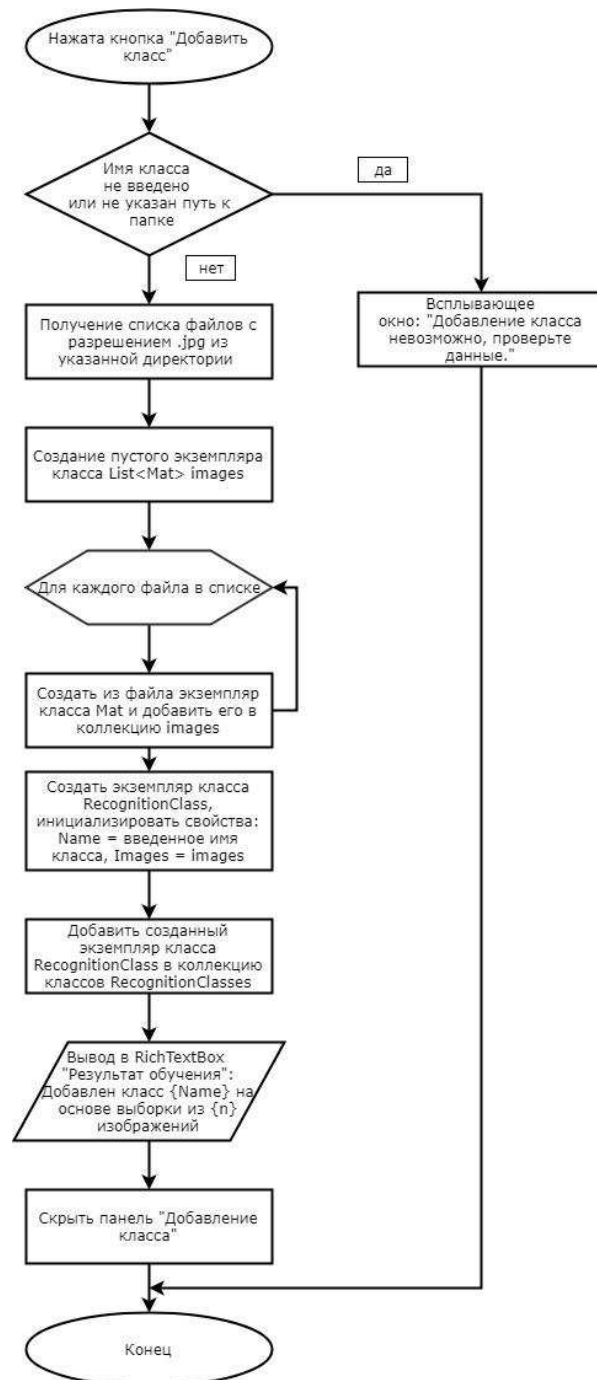 Нажата кнопка "Добавить
класс"
Имя класса
не введено
или не указан путь к
папке
да
нет
Всплывающее
окно: "Добавление класса
невозможно, проверьте
данные."
Получение списка файлов с
разрешением .jpg из
указанной директории
Создание пустого экземпляра
класса List<Mat> images
Для каждого файла в списке
Создать из файла экземпляр
класса Mat и добавить его в
коллекцию images
Создать экземпляр класса
RecognitionClass,
инициализировать свойства:
Name = введенное имя
класса, Images = images
Добавить созданный
экземпляр класса
RecognitionClass в коллекцию
классов RecognitionClasses
Вывод в RichTextBox
"Результат обучения":
Добавлен класс {Name} на
основе выборки из {n}
изображений
Скрыть панель "Добавление
класса"
Конец